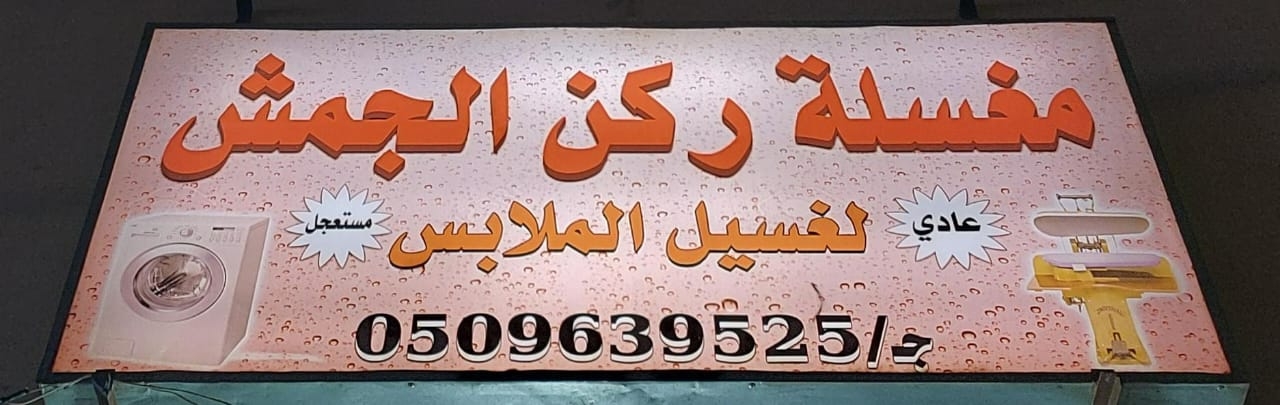 مغسلة ركن الجمش
عادي لغسيل الملابس مستعجل
ج/0509639525